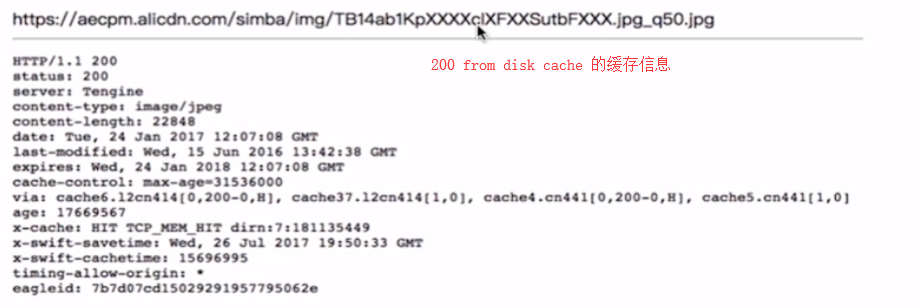 https://aecpm.alicdn.com/simba/img/TB14ab1KpXXXXclXFXXSutbFXXX.jpg_q50.jpg
200 from disk cache 的缓存信息
HTTP/1.1 200
status: 200
server: Tengine
content-type: image/jpeg
content-length: 22848
date: Tue, 24 Jan 2017 12:07:08 GMT
last-modified: Wed, 15 Jun 2016 13:42:38 GMT
expires: Wed, 24 Jan 2018 12:07:08 GMT
cache-control: max-age=31536000
via: cache6.l2cn414[0,200-0,H], cache37.l2cn414[1,0], cache4.cn441[0,200-0,H], cache5.cn441[1,0]
age: 17669567
x-cache: HIT TCP_MEM_HIT dirn:7:181135449
x-swift-savetime: Wed, 26 Jul 2017 19:50:33 GMT
x-swift-cachetime: 15696995
timing-allow-origin: *
eagleid: 7b7d07cd15029291957795062e